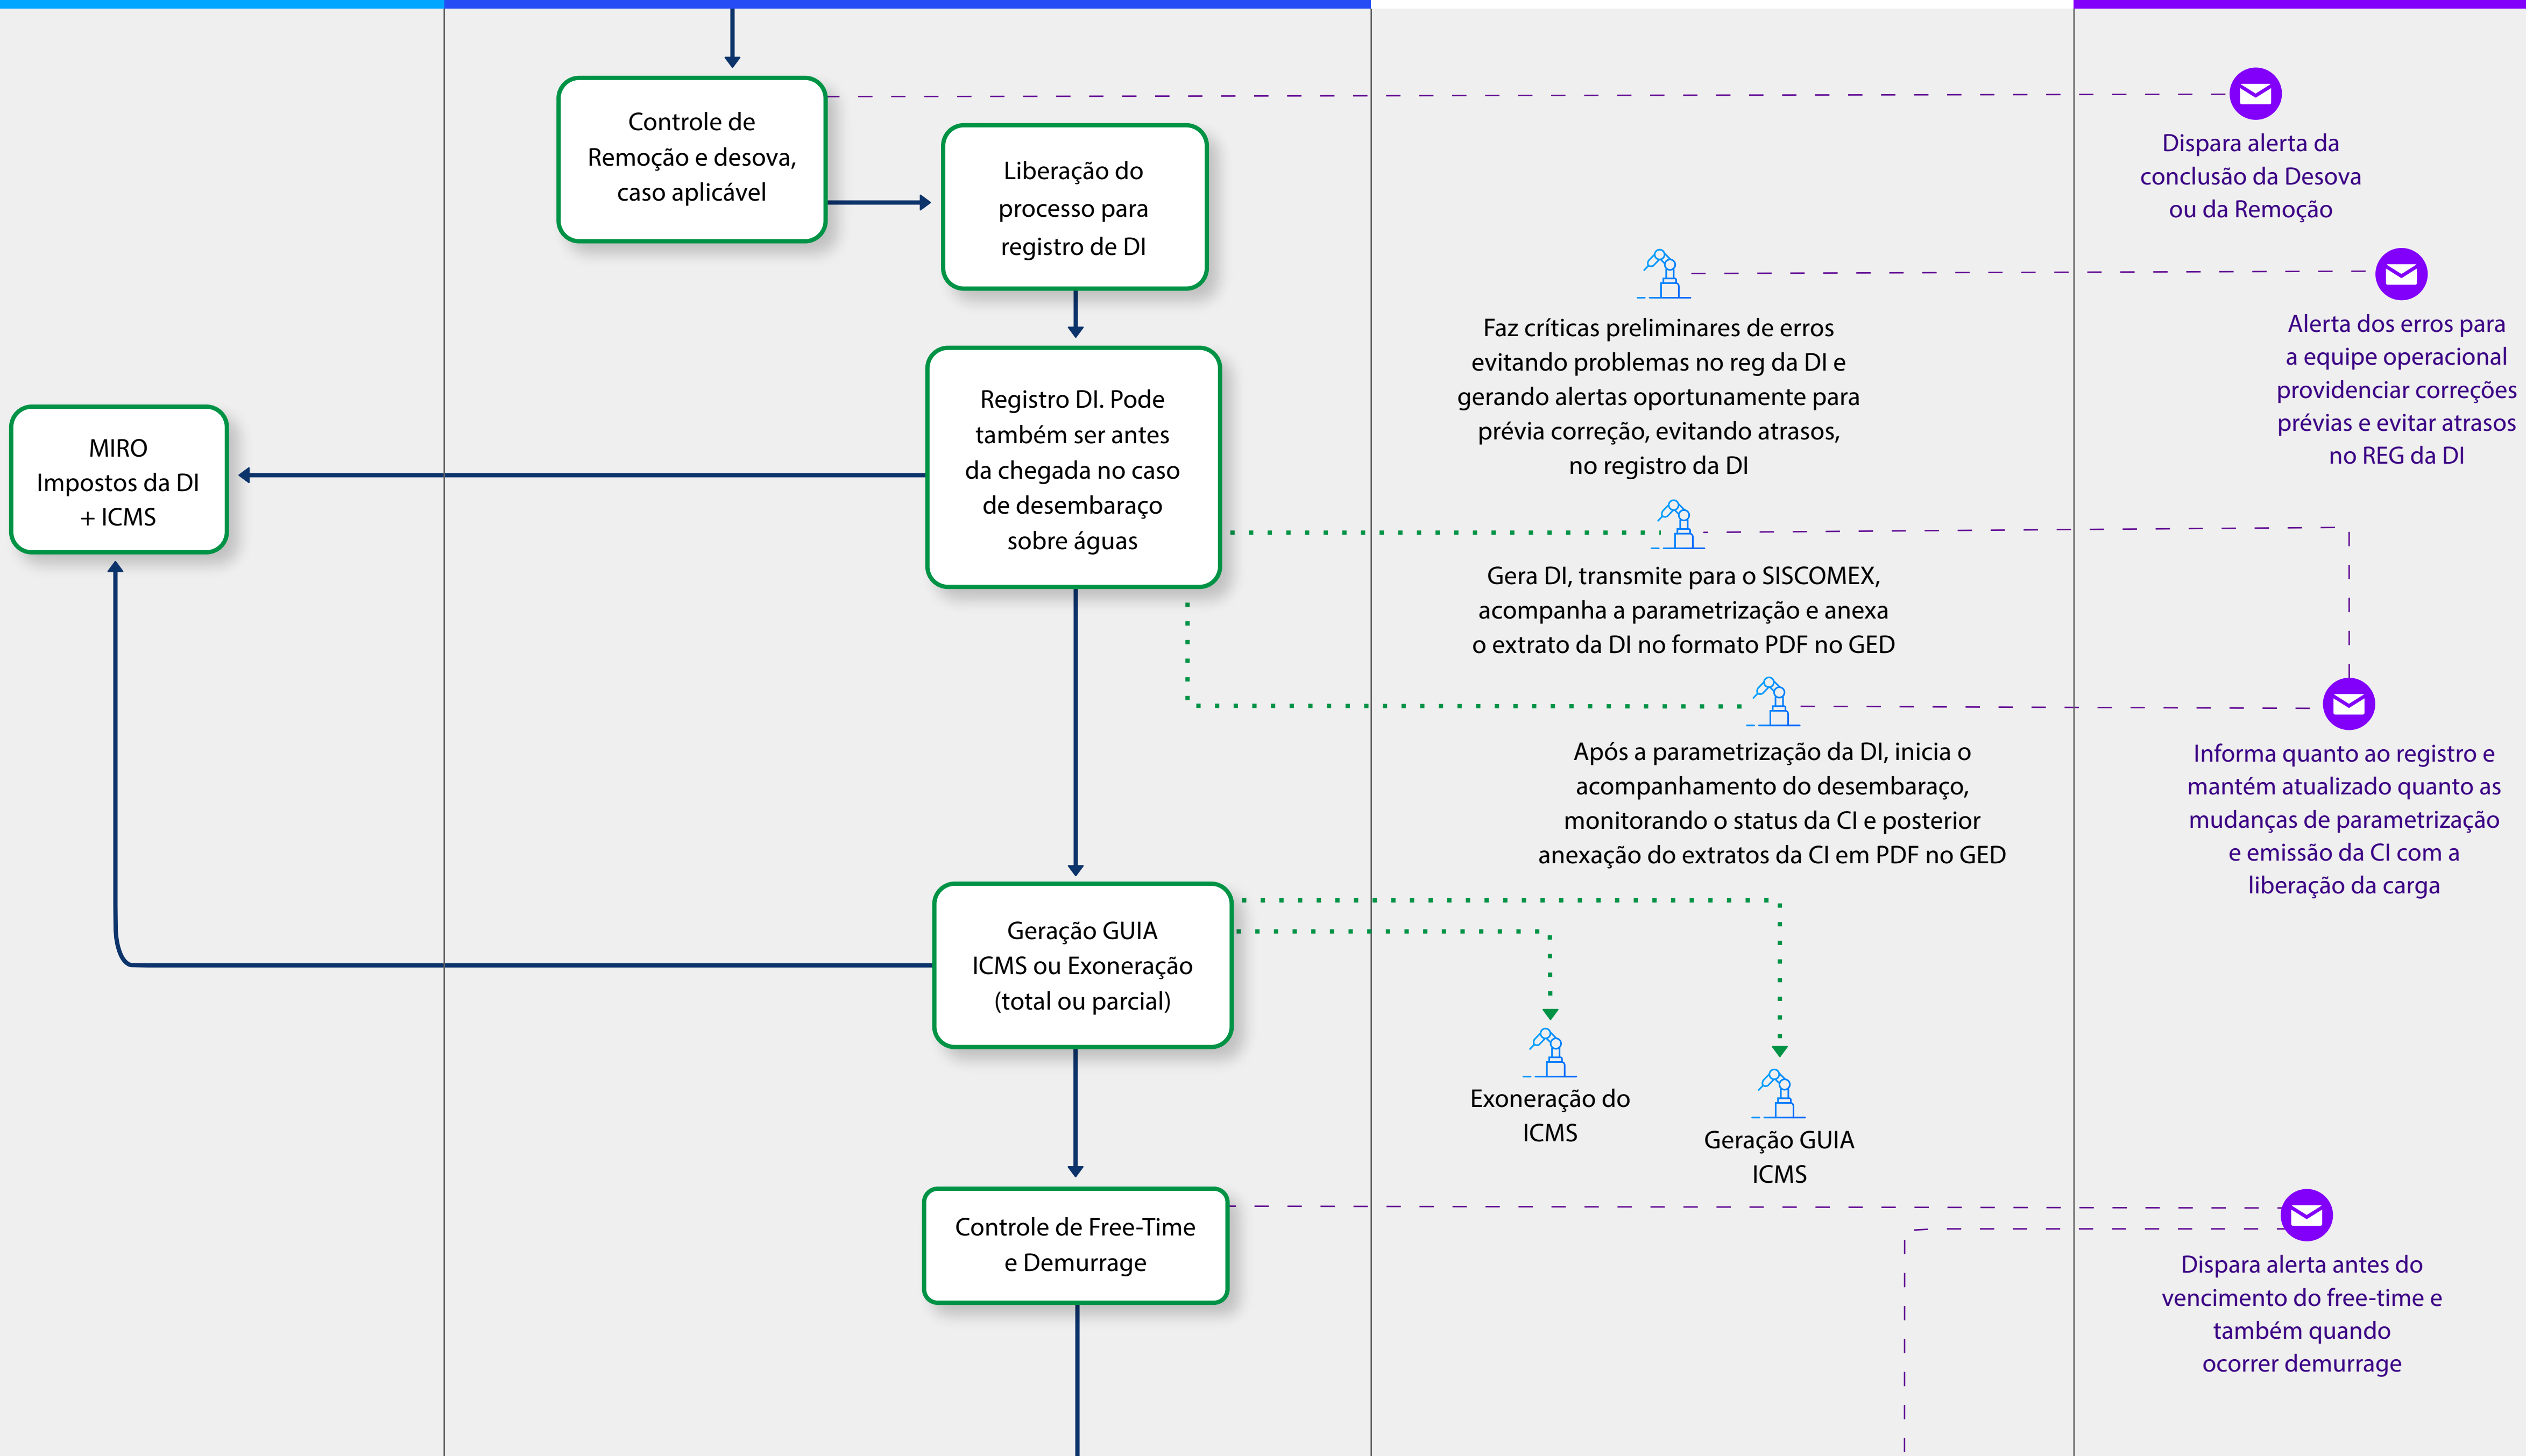 Controle de
Remoção e desova,
caso aplicável
Liberação do
processo para
registro de DI
Dispara alerta da
conclusão da Desova
ou da Remoção
Faz críticas preliminares de erros
evitando problemas no reg da DI e
gerando alertas oportunamente para
prévia correção, evitando atrasos,
no registro da DI
Alerta dos erros para
a equipe operacional
providenciar correções
prévias e evitar atrasos
no REG da DI
Registro DI. Pode
também ser antes
da chegada no caso
de desembaraço
sobre águas
MIRO
Impostos da DI
+ ICMS
Gera DI, transmite para o SISCOMEX,
acompanha a parametrização e anexa
o extrato da DI no formato PDF no GED
Após a parametrização da DI, inicia o
acompanhamento do desembaraço,
monitorando o status da CI e posterior
anexação do extratos da CI em PDF no GED
Informa quanto ao registro e
mantém atualizado quanto as
mudanças de parametrização
e emissão da CI com a
liberação da carga
Geração GUIA
ICMS ou Exoneração
(total ou parcial)
Exoneração do
ICMS
Geração GUIA
ICMS
Controle de Free-Time
e Demurrage
Dispara alerta antes do
vencimento do free-time e
também quando
ocorrer demurrage